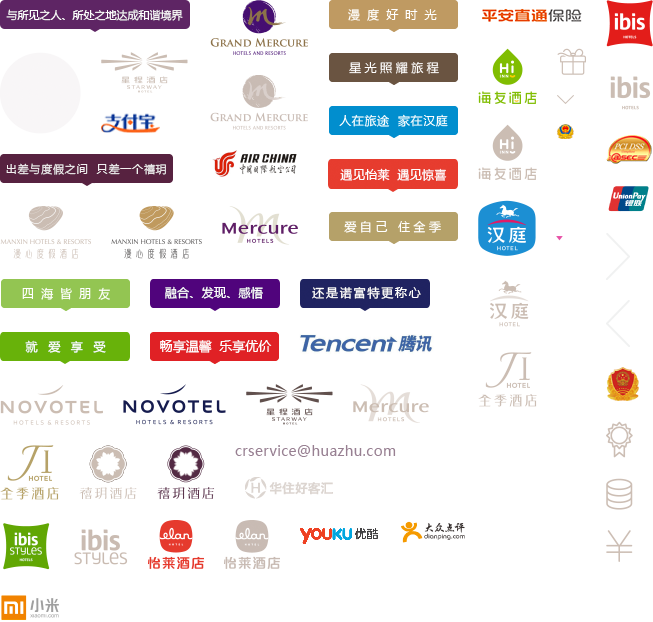 与所见之人、所处之地达成和谐境界
GRAND MERCURE
HOTELS AND RESORTS
漫度好时光
平安直通保险
ibis
HOTELS
星程酒店
STARWAY
HOTEL
星光照耀旅程
Hi
INN
海友酒店
ibis
HOTELS
支付宝
GRAND MERCURE
HOTELS AND RESORTS
人在旅途 家在汉庭
Hi
INN
海友酒店
出差与度假之间 只差一个禧玥
AIR CHINA
中国国际航空公司
遇见怡莱 遇见惊喜
PCI.DSS
@SEC
UnionPay
银联
MANXIN HOTELS & RESORTS
漫心度假酒店
MANXIN HOTELS & RESORTS
漫心度假酒店
Mercure
HOTELS
爱自己 住全季
汉庭
HOTEL
四海皆朋友
融合、发现、感悟
还是诺富特更称心
汉庭
HOTEL
就爱享受
畅享温馨 乐享优价
Tencent 腾讯
HOTEL
全季酒店
NOVOTEL
HOTELS & RESORTS
NOVOTEL
HOTELS & RESORTS
星程酒店
STARWAY
HOTEL
Mercure
HOTELS
HOTEL
全季酒店
禧玥酒店
禧玥酒店
crservice@huazhu.com
H 华住好客汇
ibis
STYLES
HOTELS
ibis
STYLES
elan
HOTEL
怡莱酒店
elan
HOTEL
怡莱酒店
YOUKU 优酷
大众点评
dianping.com
mi 小米
xiaomi.com